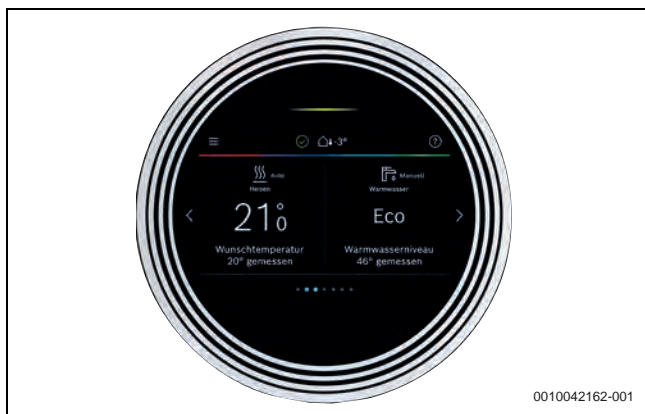 -3°
?
Auto
Heizen
21°0
Wunschtemperatur
20° gemessen
Manuell
Warmwasser
Eco
Warmwasserniveau
46° gemessen
0010042162-001